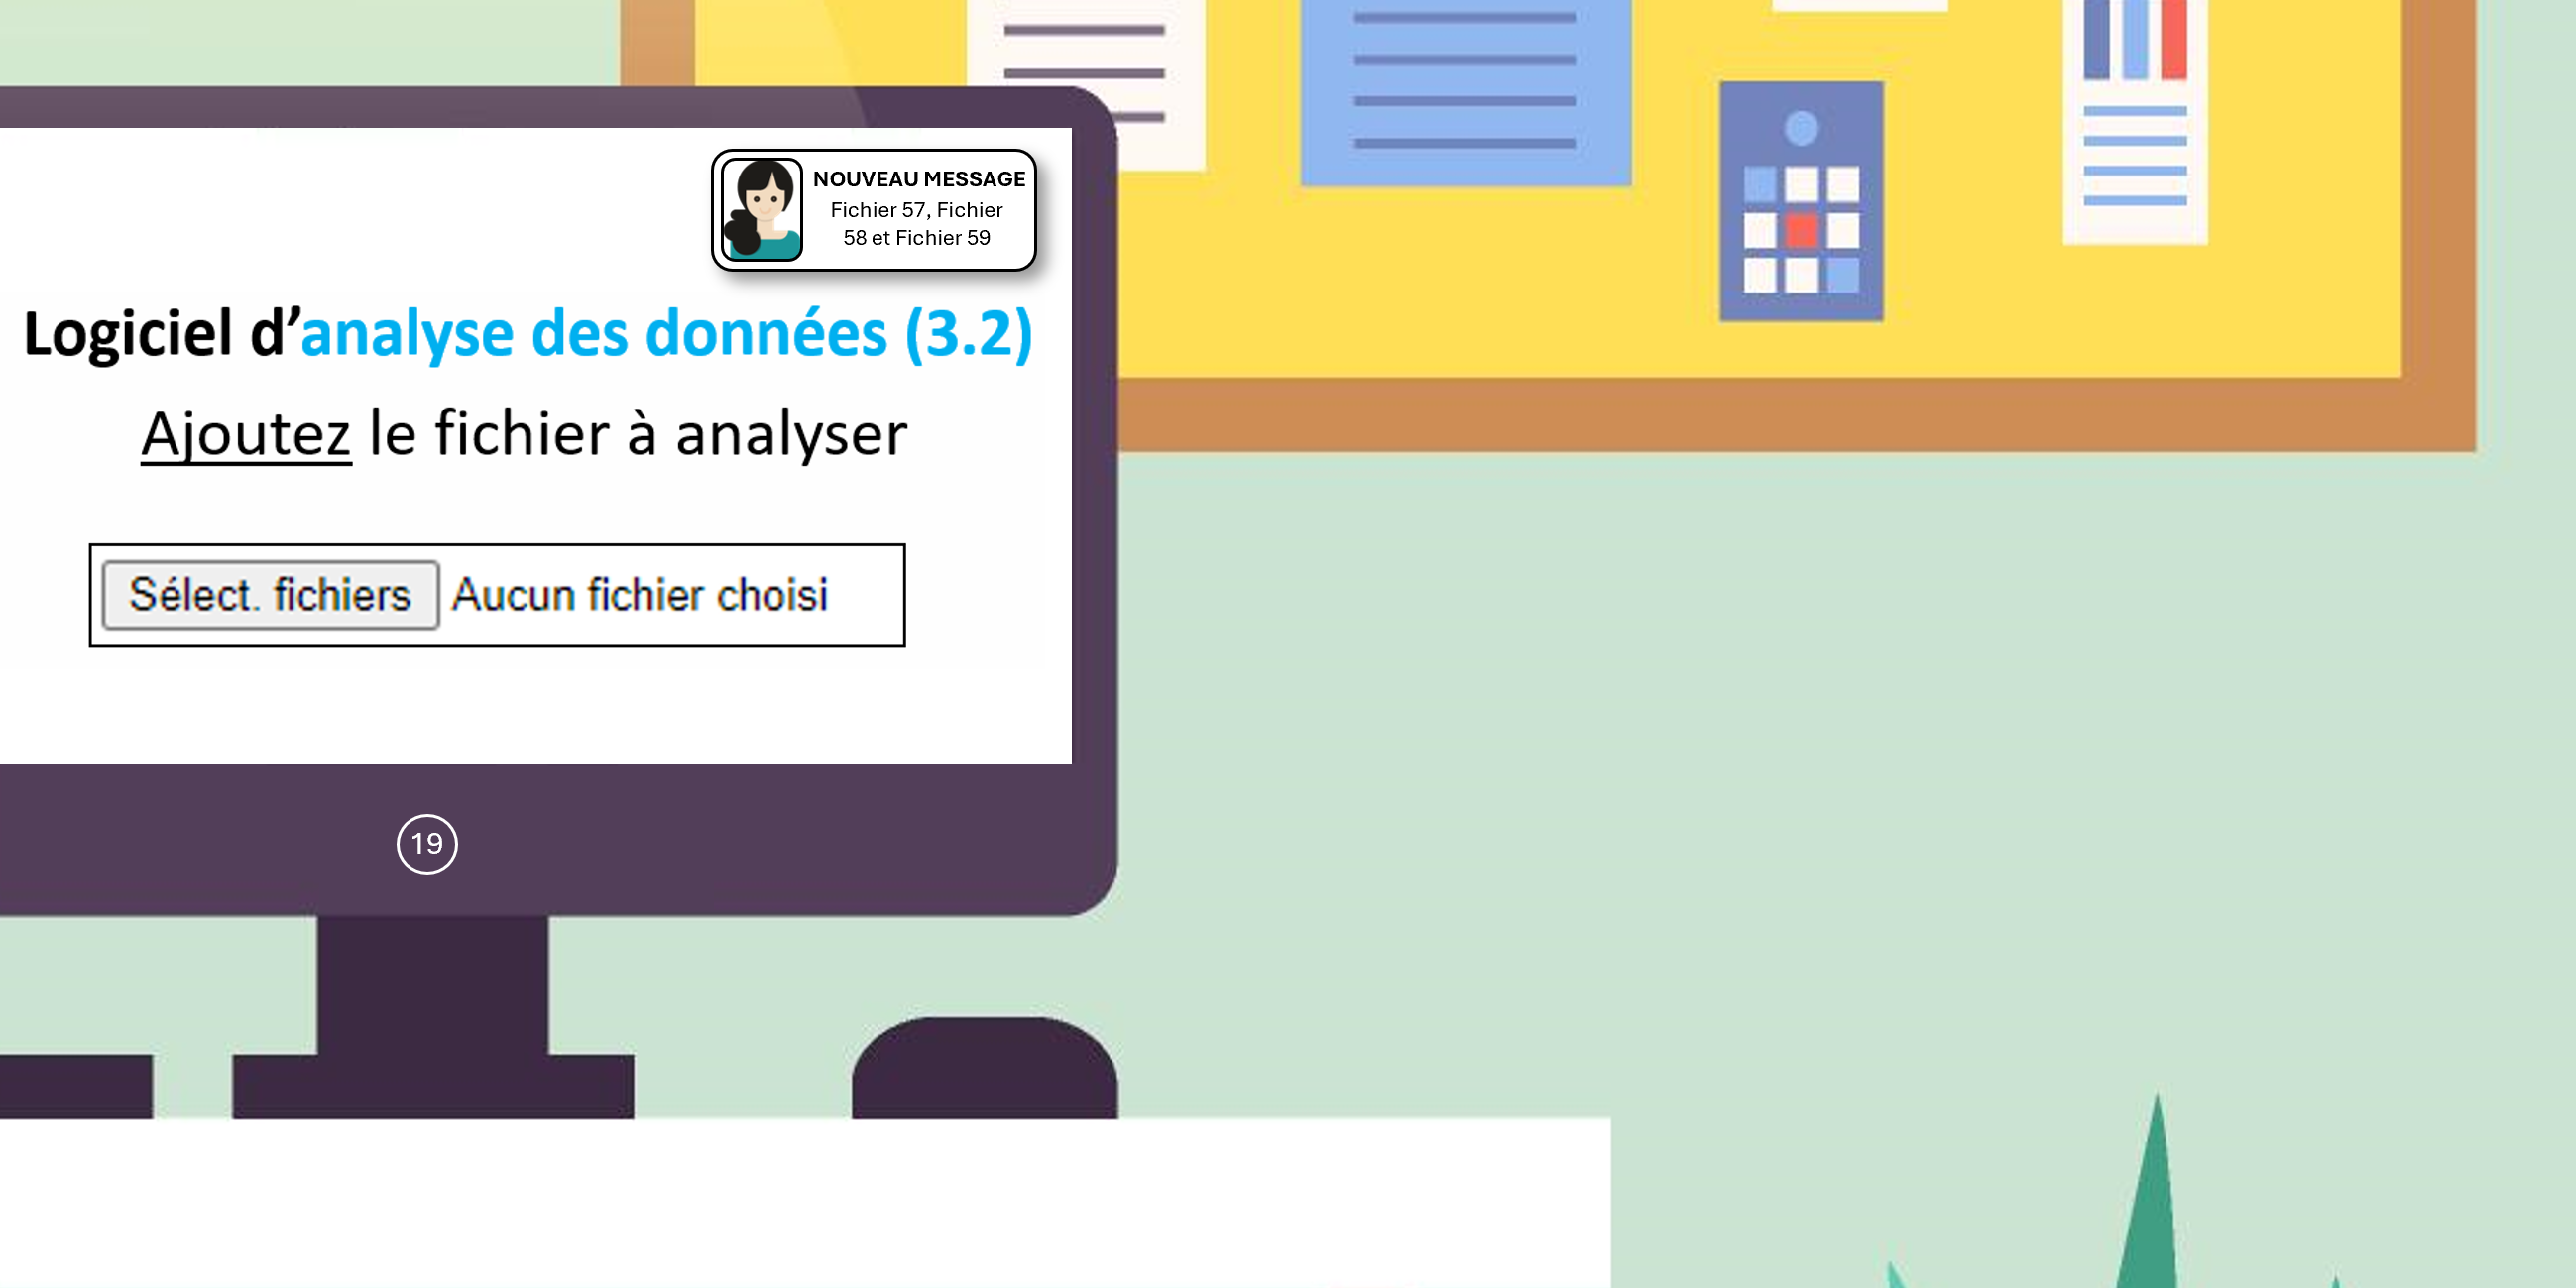 NOUVEAU MESSAGE
Fichier 57, Fichier
58 et Fichier 59
Logiciel d’analyse des données (3.2)
Ajoutez le fichier à analyser
Sélect. fichiers Aucun fichier choisi
19